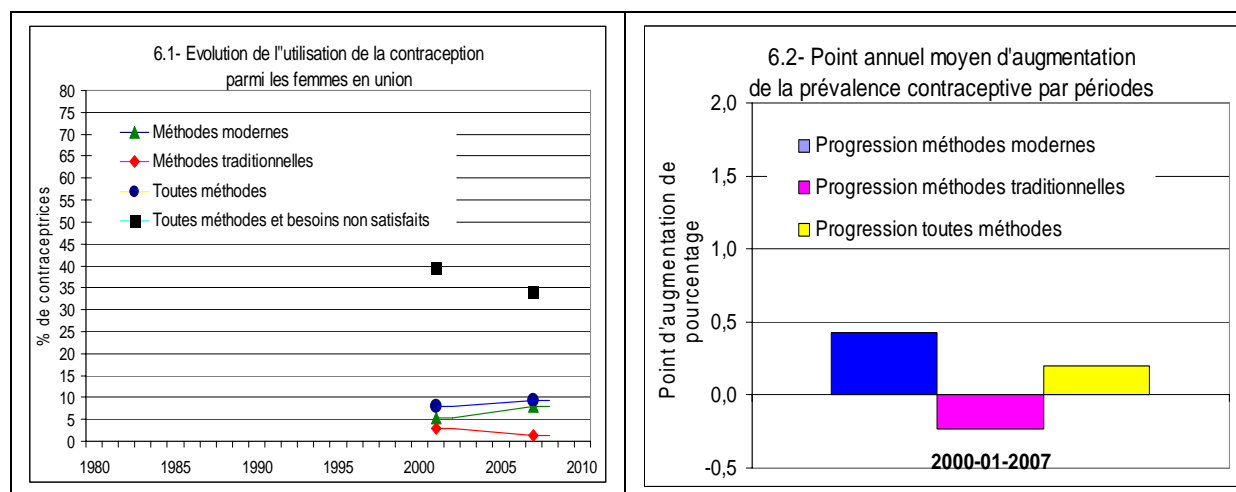 6.1- Evolution de l"utilisation de la contraception
parmi les femmes en union
% de contraceptrices
80
75
70
65
60
55
50
45
40
35
30
25
20
15
10
5
0
Méthodes modernes
Méthodes traditionnelles
Toutes méthodes
Toutes méthodes et besoins non satisfaits
1980 1985 1990 1995 2000 2005 2010
6.2- Point annuel moyen d'augmentation
de la prévalence contraceptive par périodes
Point d'augmentation de
pourcentage
2,0
1,5
1,0
0,5
0,0
-0,5
Progression méthodes modernes
Progression méthodes traditionnelles
Progression toutes méthodes
2000-01-2007